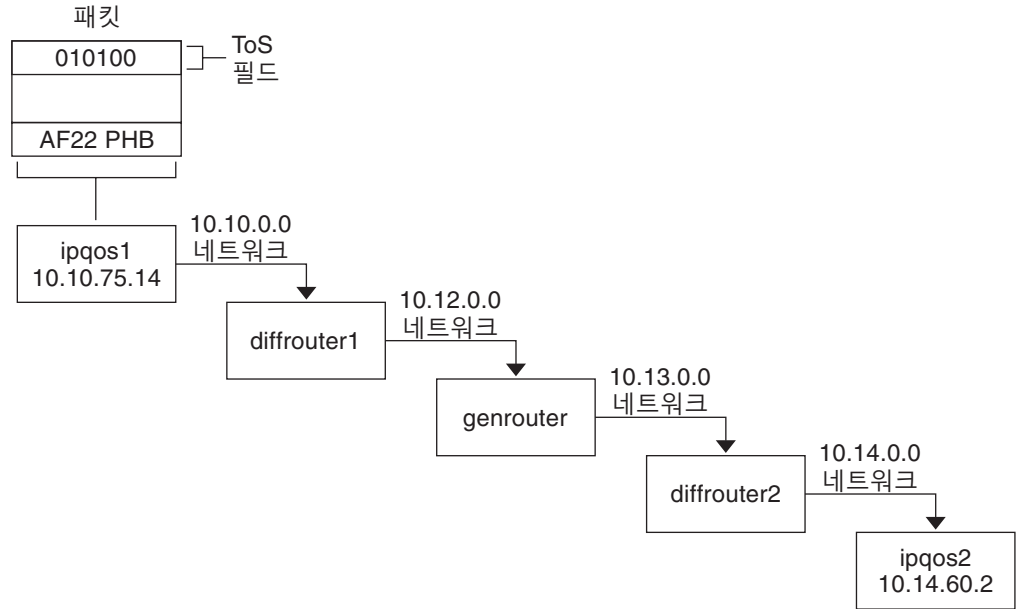 패킷
010100
ToS
필드
AF22 PHB
ipqos1
10.10.75.14
10.10.0.0
네트워크
diffrouter1
10.12.0.0
네트워크
genrouter
10.13.0.0
네트워크
diffrouter2
10.14.0.0
네트워크
ipqos2
10.14.60.2